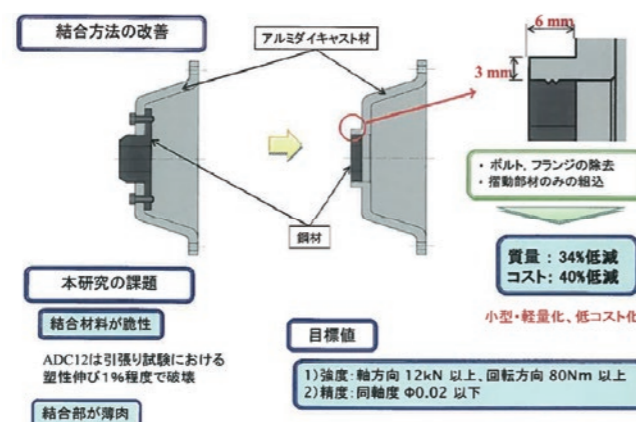 結合方法の改善
アルミダイキャスト材
6 mm
3 mm
・ ボルト、フランジの除去
・ 摺動部材のみの組込
鋼材
質量：34%低減
コスト：40%低減
小型・軽量化、低コスト化
本研究の課題
結合材料が脆性
ADC12は引張り試験における
塑性伸び1%程度で破壊
結合部が薄肉
目標値
1)強度：軸方向 12kN 以上、回転方向 80Nm 以上
2)精度：同軸度 Φ0.02 以下